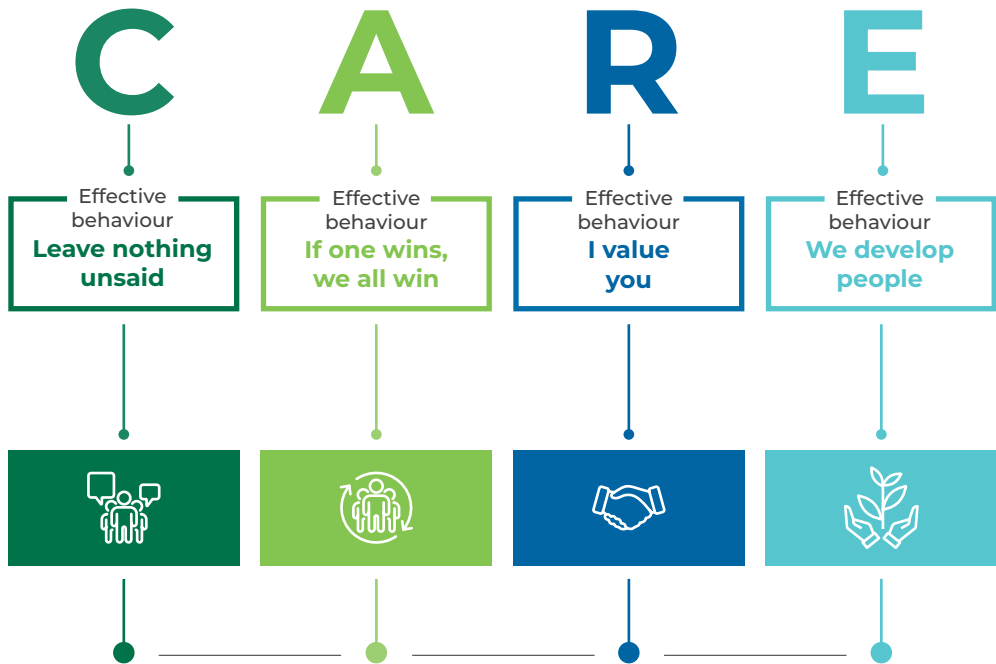 C A R E
Effective
behaviour
Leave nothing
unsaid
Effective
behaviour
If one wins,
we all win
Effective
behaviour
I value
you
Effective
behaviour
We develop
people